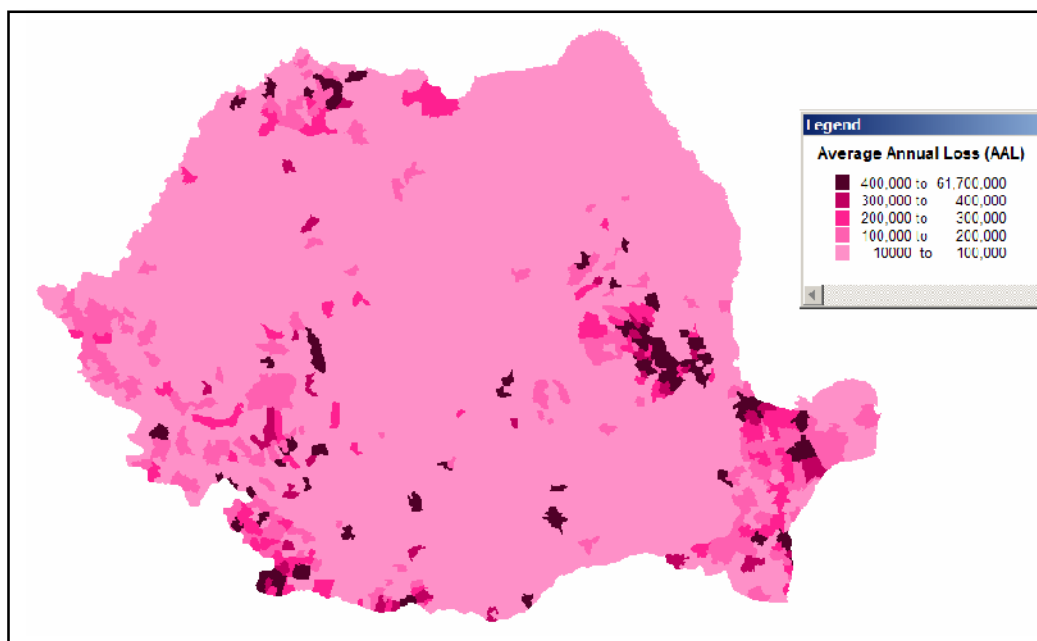 Legend
Average Annual Loss (AAL)
400,000 to 61,700,000
300,000 to 400,000
200,000 to 300,000
100,000 to 200,000
10000 to 100,000